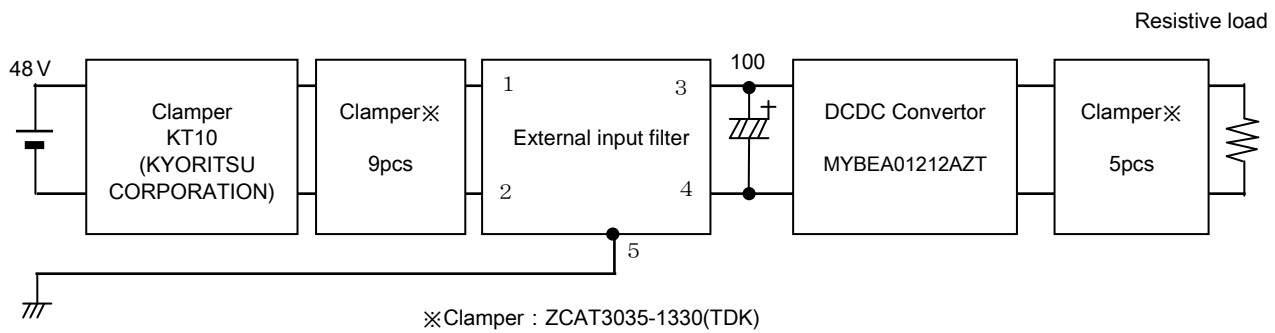 Resistive load
48V
Clamper
KT10
(KYORITSU
CORPORATION)
Clamper※
9pcs
1
2
External input filter
3
4
5
100
+
DCDC Convertor
MYBEA01212AZT
Clamper※
5pcs
※Clamper：ZCAT3035-1330(TDK)